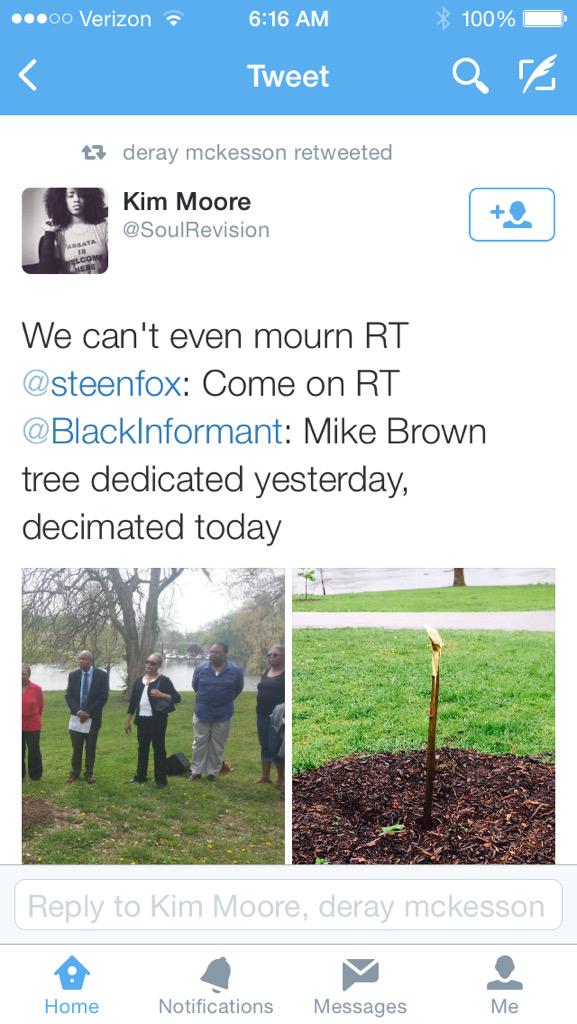 Verizon 6:16 AM 100%
Tweet
deray mckesson retweeted
Kim Moore
@SoulRevision
ASSATA
IS
WELCOME
HERE
We can't even mourn RT
@steenfox: Come on RT
@BlackInformant: Mike Brown
tree dedicated yesterday,
decimated today
Reply to Kim Moore, deray mckesson
Home Notifications Messages Me